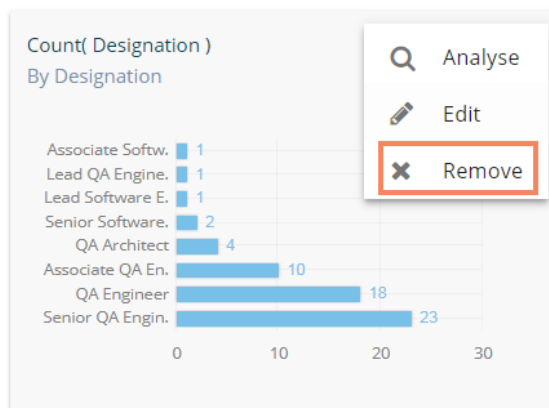 Count( Designation )
By Designation
Analyse
Edit
Remove
Associate Softw. 1
Lead QA Engine. 1
Lead Software E. 1
Senior Software. 2
QA Architect 4
Associate QA En. 10
QA Engineer 18
Senior QA Engin. 23
0 10 20 30